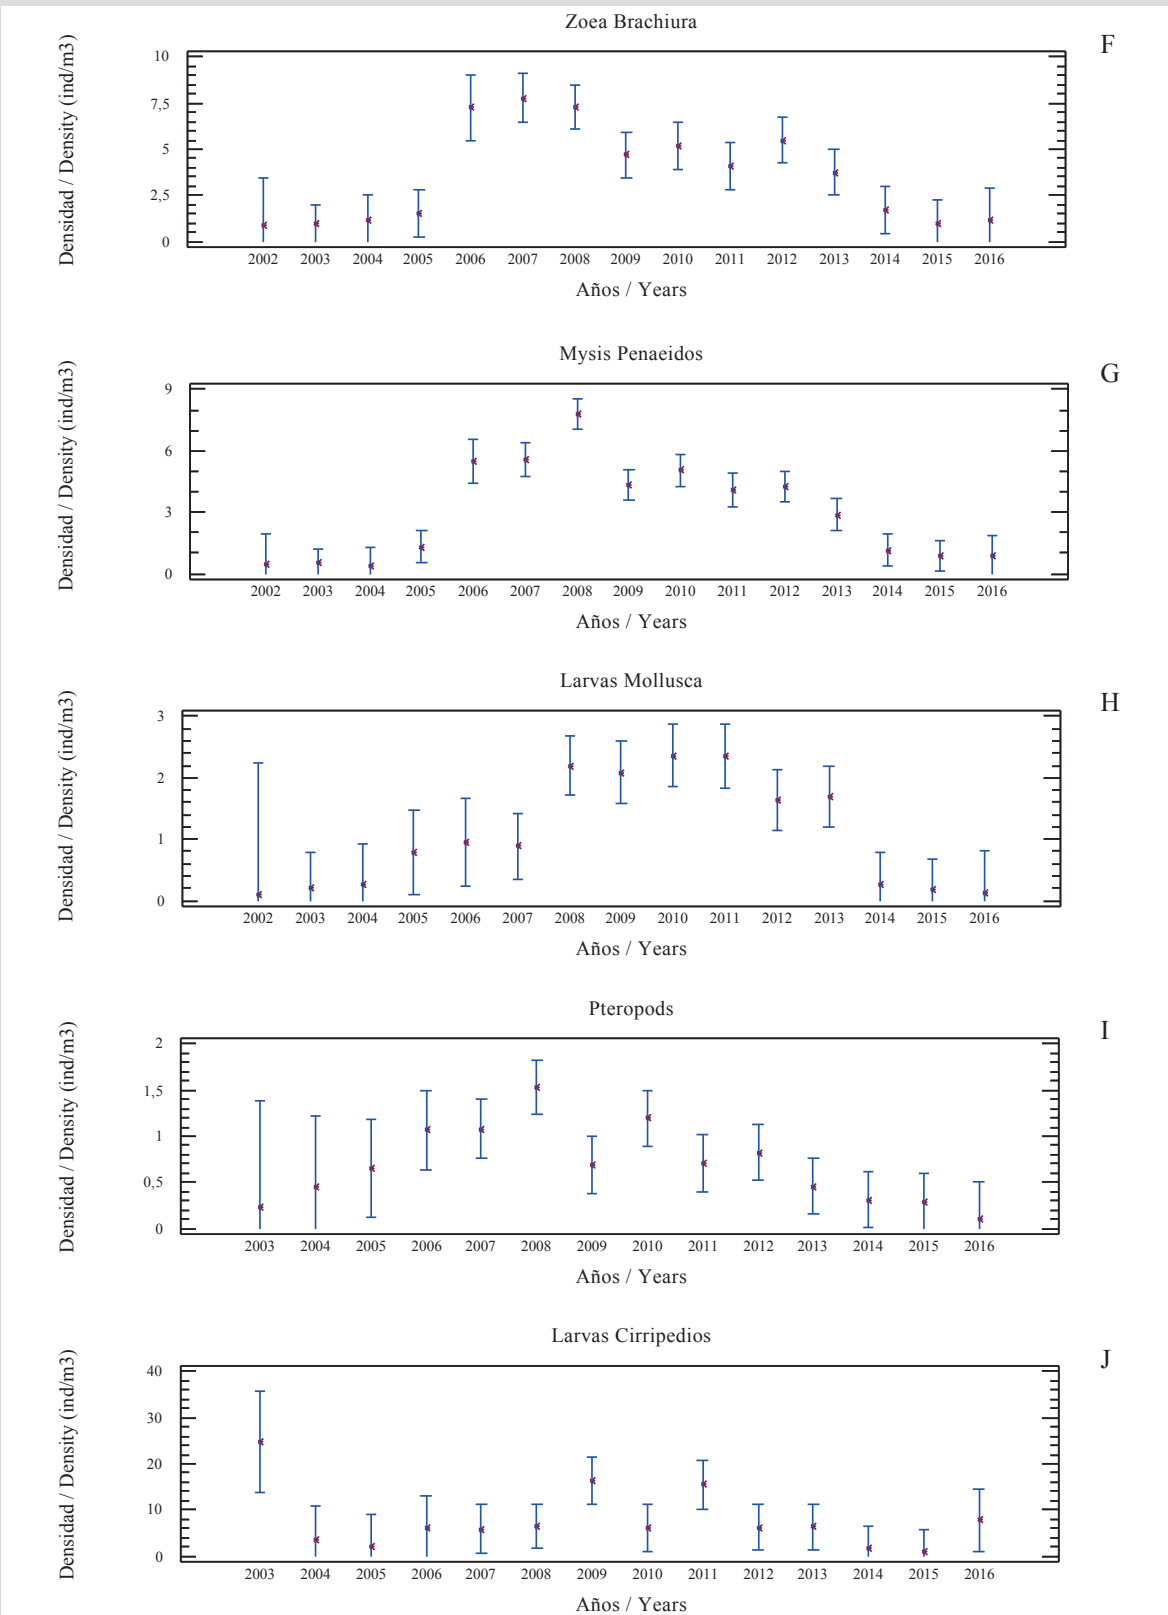 Zoea Brachiura
F
Densidad / Density (ind/m3)
10
7,5
5
2,5
0
2002 2003 2004 2005 2006 2007 2008 2009 2010 2011 2012 2013 2014 2015 2016
Años / Years
Mysis Penaeidos
G
Densidad / Density (ind/m3)
9
6
3
0
2002 2003 2004 2005 2006 2007 2008 2009 2010 2011 2012 2013 2014 2015 2016
Años / Years
Larvas Mollusca
H
Densidad / Density (ind/m3)
3
2
1
0
2002 2003 2004 2005 2006 2007 2008 2009 2010 2011 2012 2013 2014 2015 2016
Años / Years
Pteropods
I
Densidad / Density (ind/m3)
2
1,5
1
0,5
0
2003 2004 2005 2006 2007 2008 2009 2010 2011 2012 2013 2014 2015 2016
Años / Years
Larvas Cirripedios
J
Densidad / Density (ind/m3)
40
30
20
10
0
2003 2004 2005 2006 2007 2008 2009 2010 2011 2012 2013 2014 2015 2016
Años / Years